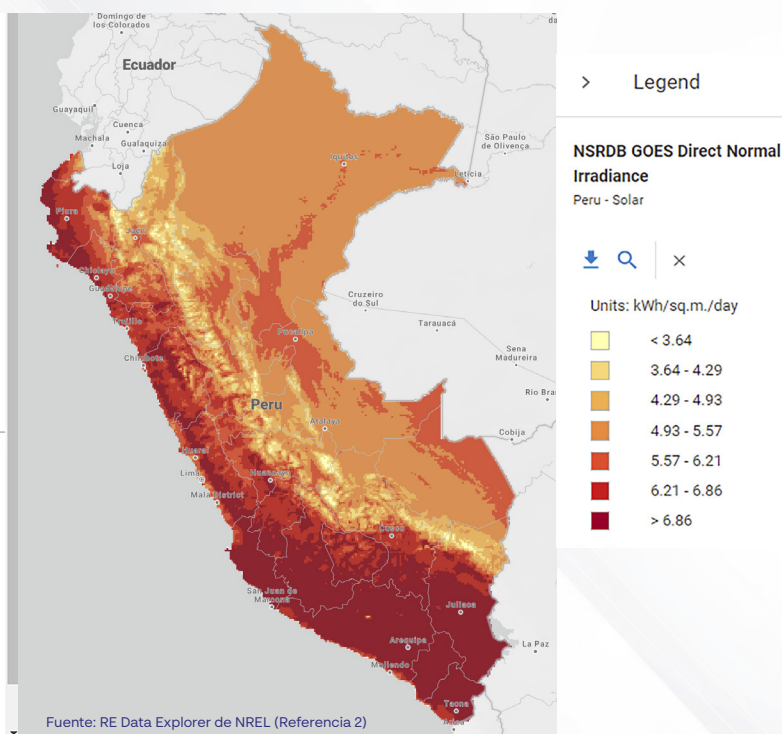 Domingo de
los Colorados
Ecuador
Guayaquil
Cuenca
Machala
Gualaquiza
Loja
São Paulo
de Olivença
Iquitos
Leticia
Piura
Jaén
Chiclayo
Guadalupe
Trujillo
Chimbote
Cruzeiro
do Sul
Tarauacá
Pucallpa
Sena
Madureira
Rio Bra
Peru
Atalaya
Cobija
Huaral
Lima
Huancayo
Mala District
Cusco
San Juan de
Marcona
Juliaca
Arequipa
La Paz
Mollendo
Tacna
Arica
Fuente: RE Data Explorer de NREL (Referencia 2)
> Legend
NSRDB GOES Direct Normal
Irradiance
Peru - Solar
Units: kWh/sq.m./day
< 3.64
3.64 - 4.29
4.29 - 4.93
4.93 - 5.57
5.57 - 6.21
6.21 - 6.86
> 6.86